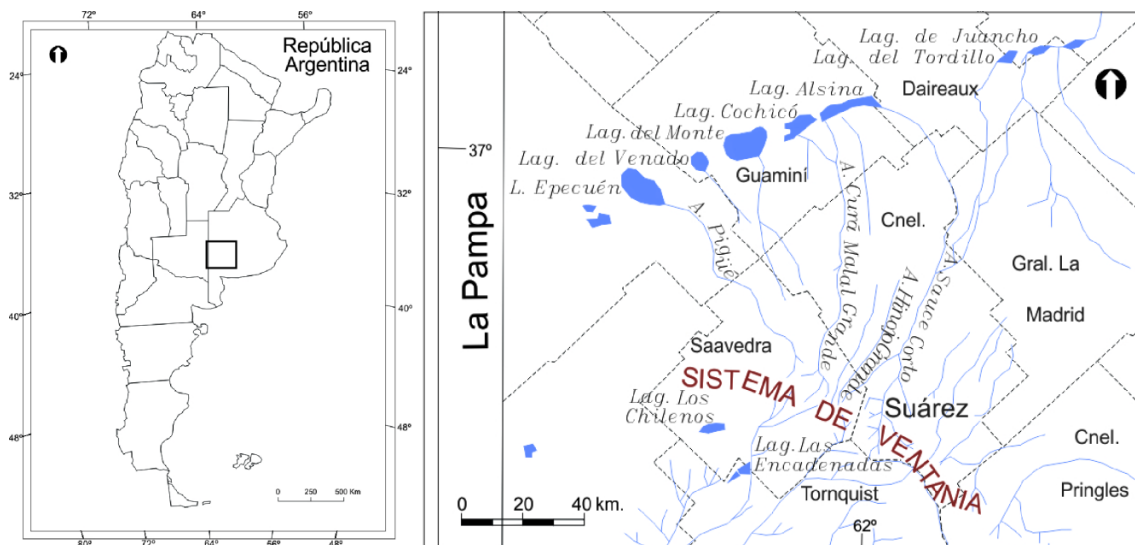 72º
64º
56º
República
Argentina
24º
24º
32º
32º
40º
40º
48º
48º
0
250
500 Km
80º
72º
64º
56º
48º
Lag. de Juancho
Lag. del Tordillo
Lag. Alsina
Daireaux
Lag. Cochicó
Lag. del Monte
37º
Lag. del Venado
Guaminí
L. Epecuén
A. Pigüé
A. Curá Malal Grande
Cnel.
A. Hinojo Grande
A. Sauce Corto
Gral. La
Madrid
La Pampa
Saavedra
SISTEMA DE VENTANIA
Suárez
Lag. Los
Chilenos
Lag. Las
Encadenadas
Cnel.
Pringles
Tornquist
0
20
40 km.
62º